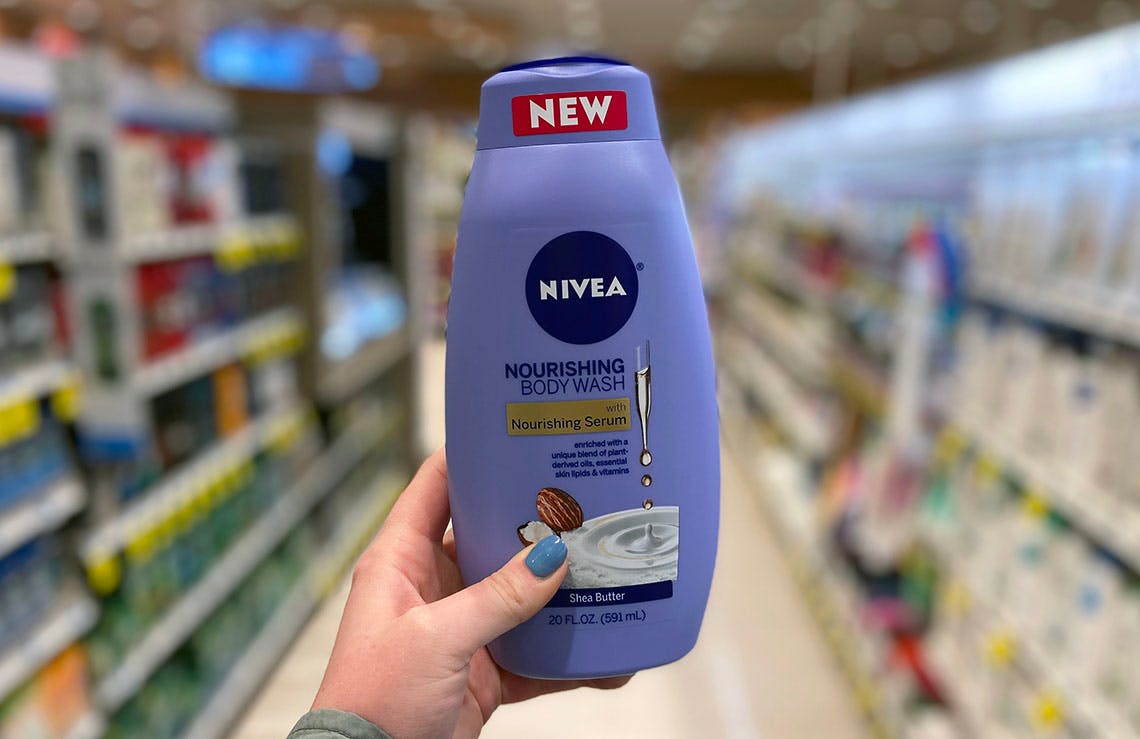 NEW
NIVEA®
NOURISHING
BODY WASH
with
Nourishing Serum
enriched with a
unique blend of plant-
derived oils, essential
skin lipids & vitamins
Shea Butter
20 FL.OZ. (591 mL)